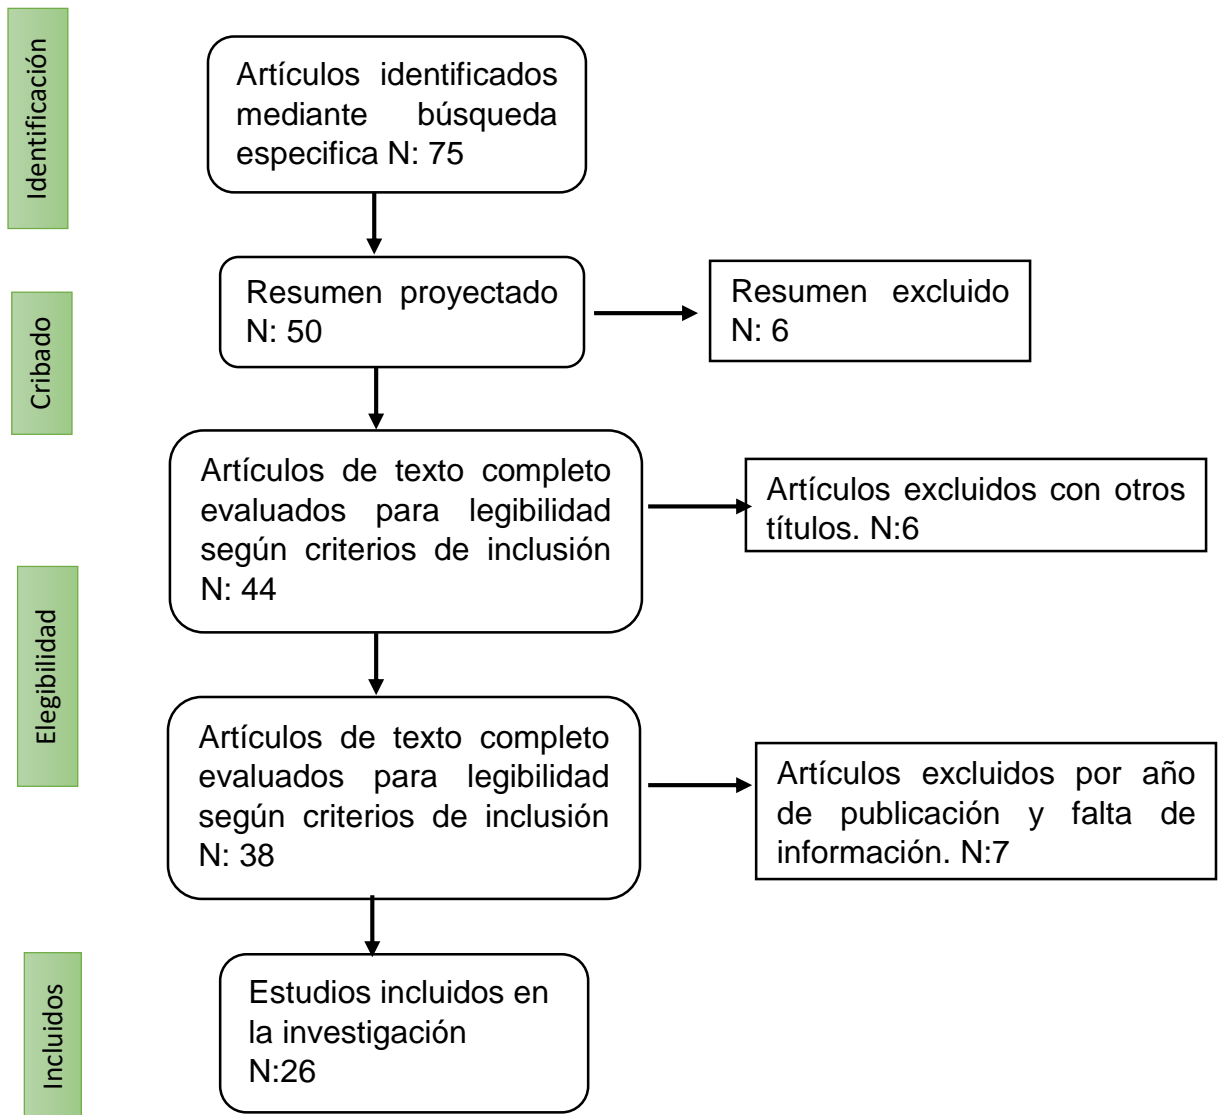 Identificación
Artículos identificados
mediante búsqueda
especifica N: 75
Cribado
Resumen proyectado
N: 50
Resumen excluido
N: 6
Artículos de texto completo
evaluados para legibilidad
según criterios de inclusión
N: 44
Artículos excluidos con otros
títulos. N:6
Elegibilidad
Artículos de texto completo
evaluados para legibilidad
según criterios de inclusión
N: 38
Artículos excluidos por año
de publicación y falta de
información. N:7
Incluidos
Estudios incluidos en
la investigación
N:26